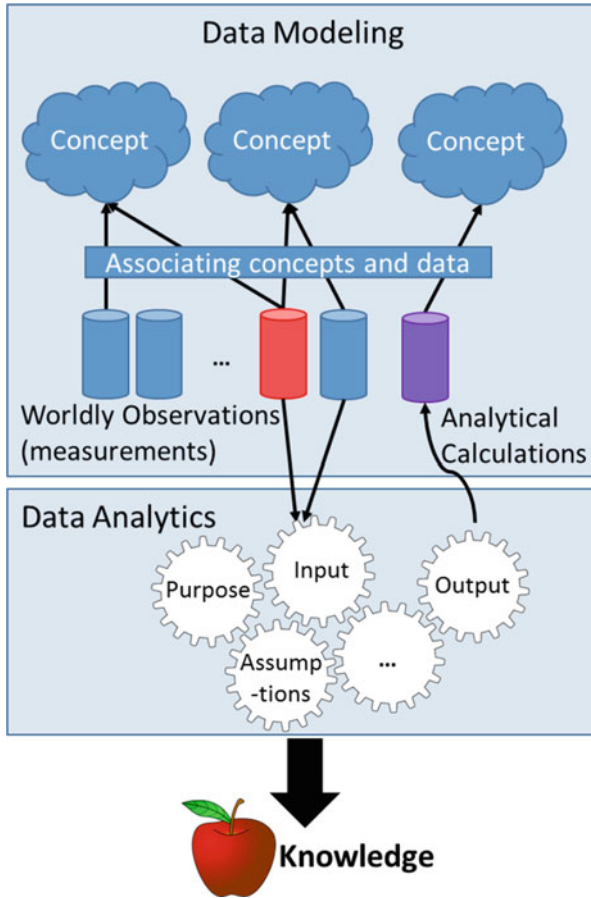 Data Modeling
Concept
Concept
Concept
Associating concepts and data
...
Worldly Observations
(measurements)
Analytical
Calculations
Data Analytics
Purpose
Input
Output
Assump
-tions
...
Knowledge